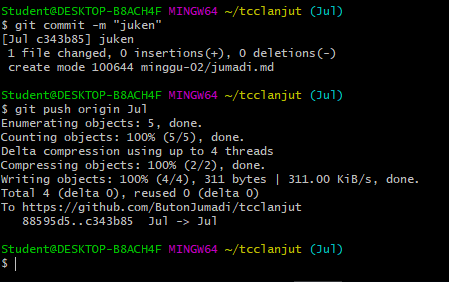 Student@DESKTOP-B8ACH4F MINGW64 ~/tcclanjut (Jul)
$ git commit -m "juken"
[Jul c343b85] juken
 1 file changed, 0 insertions(+), 0 deletions(-)
 create mode 100644 minggu-02/jumadi.md
Student@DESKTOP-B8ACH4F MINGW64 ~/tcclanjut (Jul)
$ git push origin Jul
Enumerating objects: 5, done.
Counting objects: 100% (5/5), done.
Delta compression using up to 4 threads
Compressing objects: 100% (2/2), done.
Writing objects: 100% (4/4), 311 bytes | 311.00 KiB/s, done.
Total 4 (delta 0), reused 0 (delta 0)
To https://github.com/ButonJumadi/tcclanjut
   88595d5..c343b85  Jul -> Jul
Student@DESKTOP-B8ACH4F MINGW64 ~/tcclanjut (Jul)
$